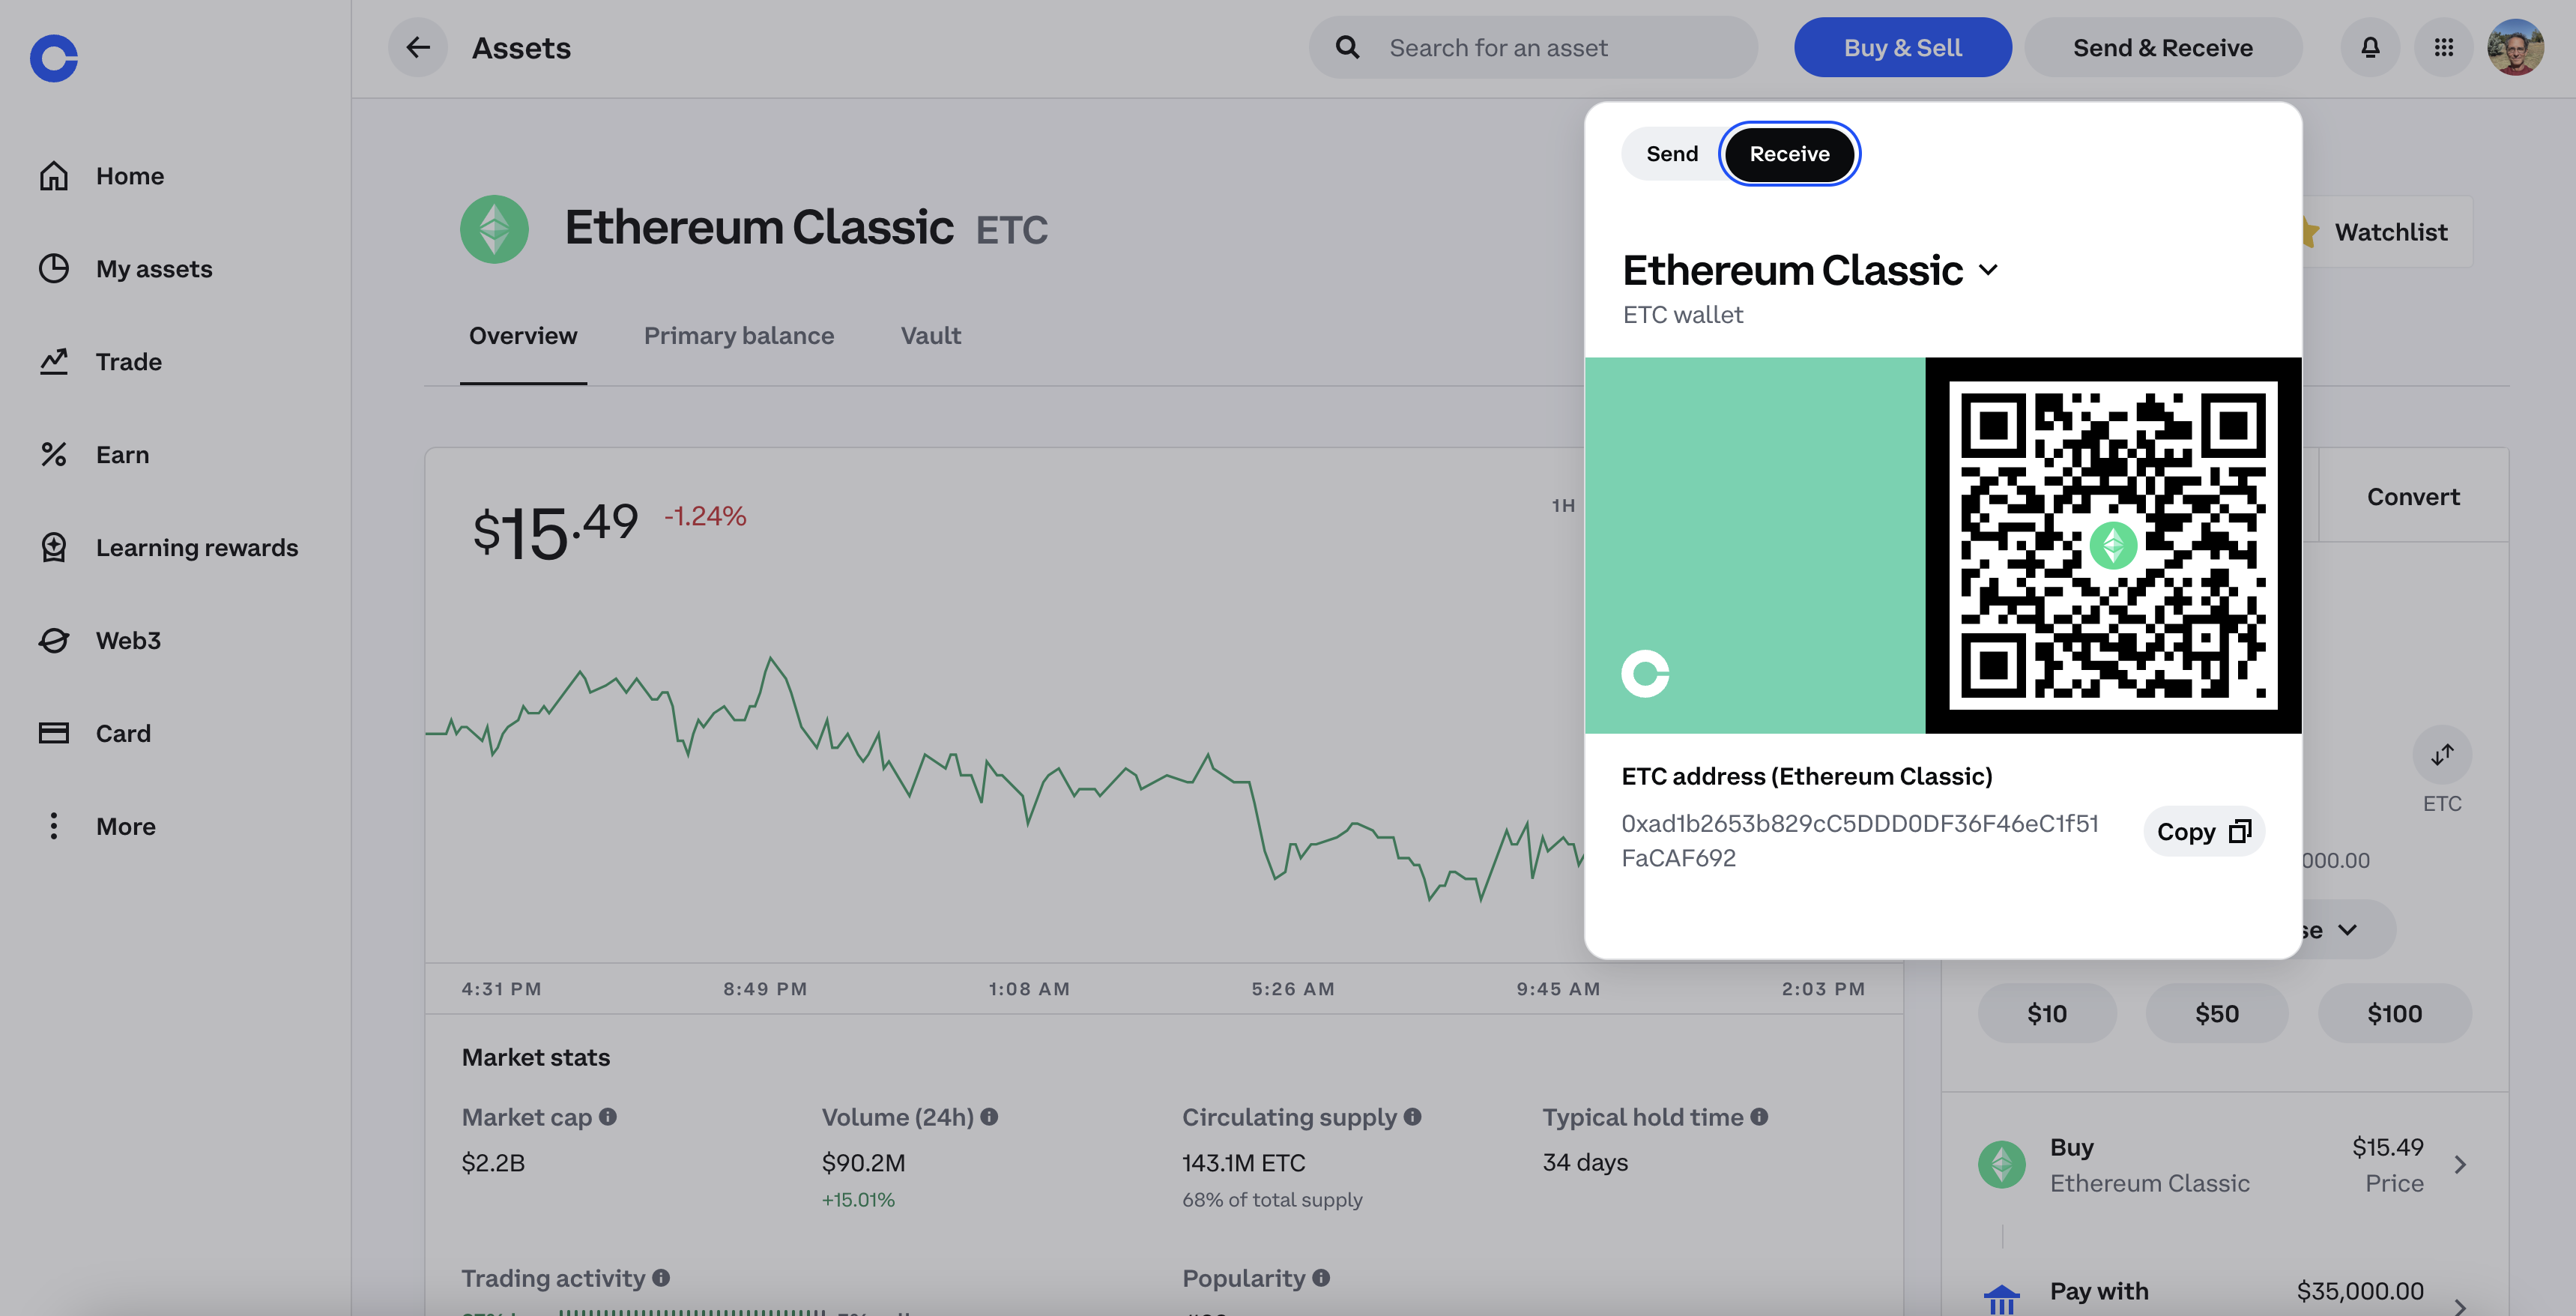 Assets
Search for an asset
Buy & Sell
Send & Receive
Home
My assets
Trade
Earn
Learning rewards
Web3
Card
More
Ethereum Classic ETC
Watchlist
Overview
Primary balance
Vault
$15.49
-1.24%
1H
4:31 PM
8:49 PM
1:08 AM
5:26 AM
9:45 AM
2:03 PM
Market stats
Market cap
$2.2B
Volume (24h)
$90.2M
+15.01%
Circulating supply
143.1M ETC
68% of total supply
Typical hold time
34 days
Trading activity
Popularity
Send
Receive
Ethereum Classic
ETC wallet
ETC address (Ethereum Classic)
0xad1b2653b829cC5DDD0DF36F46eC1f51
FaCAF692
Copy
Convert
ETC
000.00
se
$10
$50
$100
Buy
Ethereum Classic
$15.49
Price
Pay with
$35,000.00